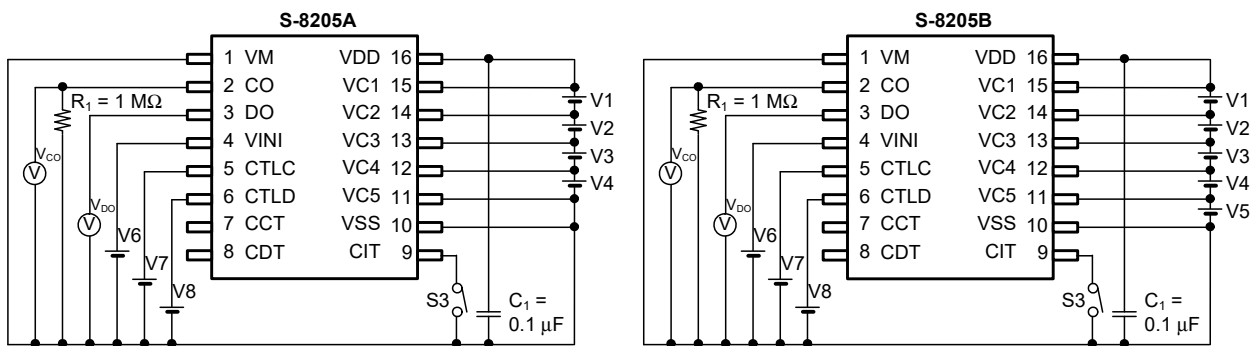 S-8205A
1 VM VDD 16
2 CO VC1 15
R1 = 1 MΩ
3 DO VC2 14
V1
4 VINI VC3 13
V2
VCO
V
5 CTLC VC4 12
V3
6 CTLD VC5 11
V4
VDO
V
7 CCT VSS 10
V6
8 CDT CIT 9
V7
V8
S3
C1 =
0.1 μF
S-8205B
1 VM VDD 16
2 CO VC1 15
R1 = 1 MΩ
3 DO VC2 14
V1
4 VINI VC3 13
V2
VCO
V
5 CTLC VC4 12
V3
6 CTLD VC5 11
V4
VDO
V
7 CCT VSS 10
V5
V6
8 CDT CIT 9
V7
V8
S3
C1 =
0.1 μF